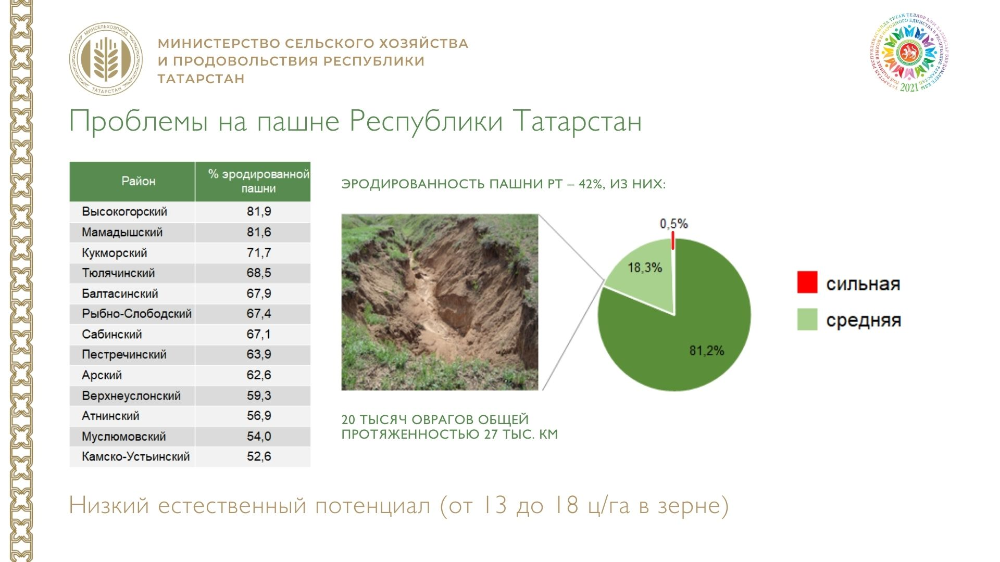 МИНСЕЛЬХОЗПРОД
ТАТАРСТАН
МИНИСТЕРСТВО СЕЛЬСКОГО ХОЗЯЙСТВА
И ПРОДОВОЛЬСТВИЯ РЕСПУБЛИКИ
ТАТАРСТАН
ТАТАРСТАН РЕСПУБЛИКАСЫНДА ТУГАН ТЕЛЛӘР ҺӘМ ХАЛЫКЛАР БЕРДӘМЛЕГЕ ЕЛЫ
ГОД РОДНЫХ ЯЗЫКОВ И НАРОДНОГО ЕДИНСТВА В РЕСПУБЛИКЕ ТАТАРСТАН
2021
Проблемы на пашне Республики Татарстан
Район % эродированной
пашни
Высокогорский 81,9
Мамадышский 81,6
Кукморский 71,7
Тюлячинский 68,5
Балтасинский 67,9
Рыбно-Слободский 67,4
Сабинский 67,1
Пестречинский 63,9
Арский 62,6
Верхнеуслонский 59,3
Атнинский 56,9
Муслюмовский 54,0
Камско-Устьинский 52,6
ЭРОДИРОВАННОСТЬ ПАШНИ РТ – 42%, ИЗ НИХ:
0,5%
18,3%
81,2%
сильная
средняя
20 ТЫСЯЧ ОВРАГОВ ОБЩЕЙ
ПРОТЯЖЕННОСТЬЮ 27 ТЫС. КМ
Низкий естественный потенциал (от 13 до 18 ц/га в зерне)